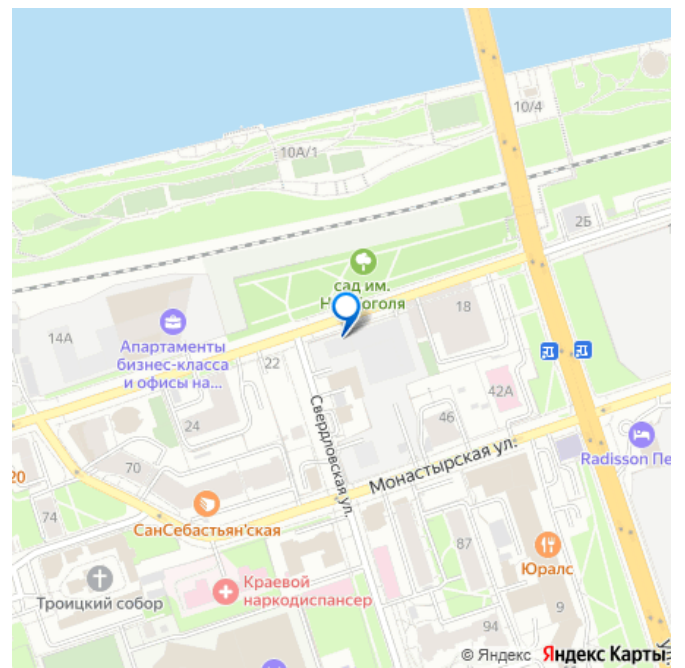 10/4
10А/1
2Б
сад им.
Н. Гоголя
18
14А
Апартаменты
бизнес-класса
и офисы на...
22
42А
24
Свердловская ул.
46
Монастырская ул.
Radisson Пе
70
20
74
СанСебастьян'ская
87
Юралс
Троицкий собор
Краевой
наркодиспансер
9
94
© Яндекс Яндекс Карты